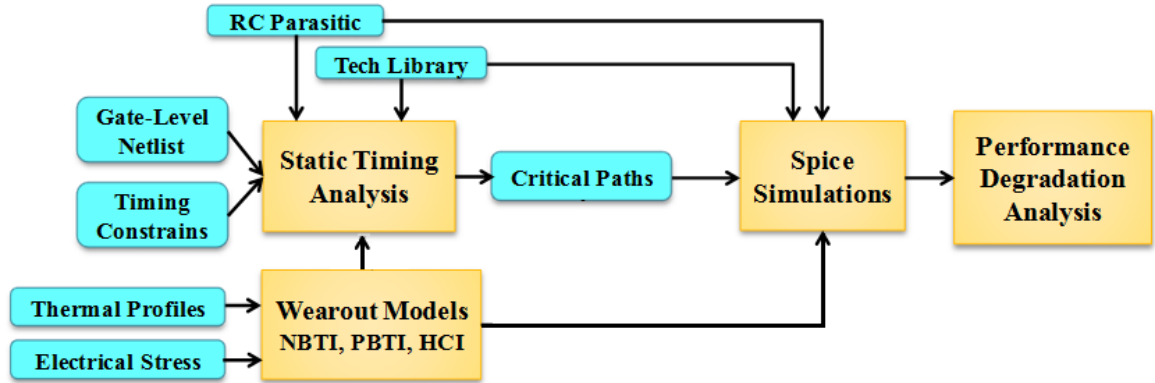 RC Parasitic
Tech Library
Gate-Level
Netlist
Timing
Constrains
Static Timing
Analysis
Critical Paths
Spice
Simulations
Performance
Degradation
Analysis
Thermal Profiles
Electrical Stress
Wearout Models
NBTI, PBTI, HCI